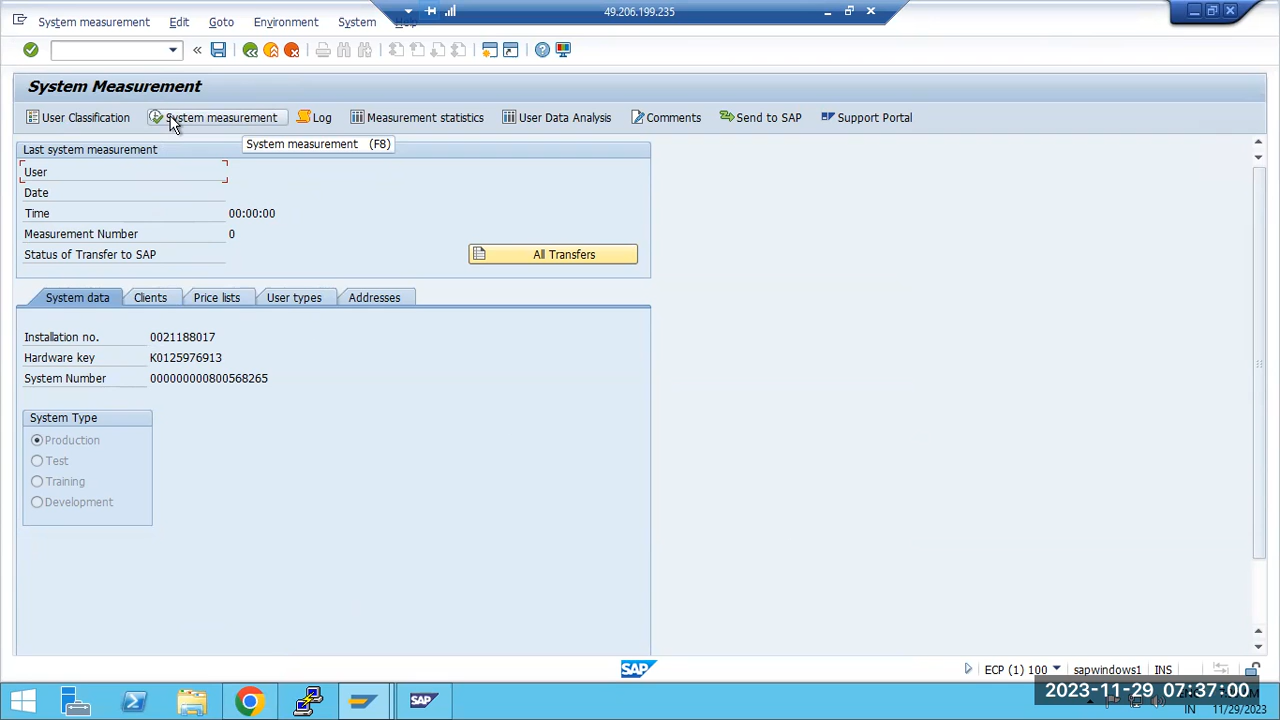 System measurement Edit Goto Environment System Help
49.206.199.235
System Measurement
User Classification System measurement Log Measurement statistics User Data Analysis Comments Send to SAP Support Portal
System measurement (F8)
Last system measurement
User
Date
Time 00:00:00
Measurement Number 0
Status of Transfer to SAP
All Transfers
System data Clients Price lists User types Addresses
Installation no. 0021188017
Hardware key K0125976913
System Number 000000000800568265
System Type
Production
Test
Training
Development
SAP
ECP (1) 100 sapwindows1 INS
SAP
2023-11-29 07:37:00
IN 11/29/2023